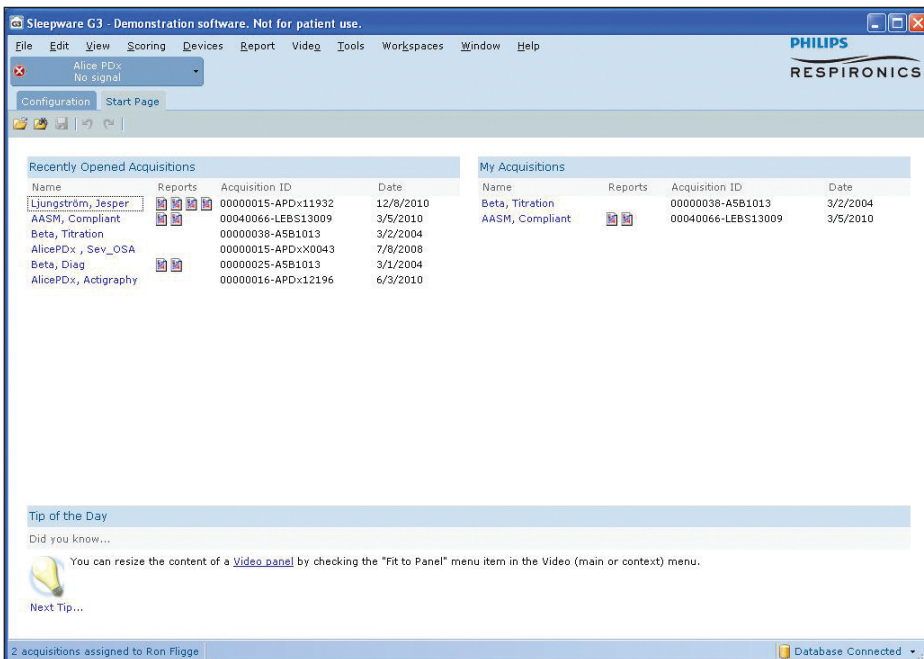 Sleepware G3 - Demonstration software. Not for patient use.
File Edit View Scoring Devices Report Video Tools Workspaces Window Help
PHILIPS
RESPIRONICS
Alice PDx
No signal
Configuration Start Page
Recently Opened Acquisitions
Name Reports Acquisition ID Date
Ljungström, Jesper 00000015-APDx11932 12/8/2010
AASM, Compliant 00040066-LEBS13009 3/5/2010
Beta, Titration 00000038-A5B1013 3/2/2004
AlicePDx , Sev_OSA 00000015-APDxX0043 7/8/2008
Beta, Diag 00000025-A5B1013 3/1/2004
AlicePDx, Actigraphy 00000016-APDx12196 6/3/2010
My Acquisitions
Name Reports Acquisition ID Date
Beta, Titration 00000038-A5B1013 3/2/2004
AASM, Compliant 00040066-LEBS13009 3/5/2010
Tip of the Day
Did you know...
You can resize the content of a Video panel by checking the "Fit to Panel" menu item in the Video (main or context) menu.
Next Tip...
2 acquisitions assigned to Ron Fligge
Database Connected